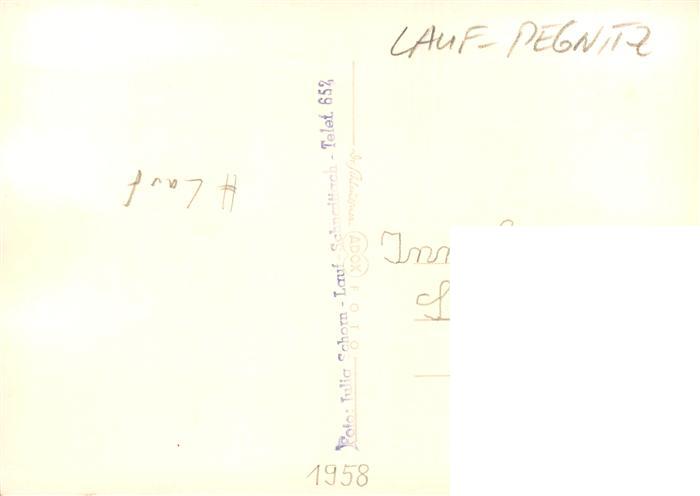 LAUF-PEGNITZ
# Lauf
Foto: Julia Schorn - Lauf-Schnaittach - Telef. 652
ADOX FOTO
1958